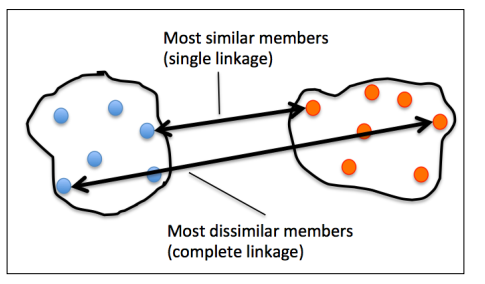 Most similar members
(single linkage)
Most dissimilar members
(complete linkage)